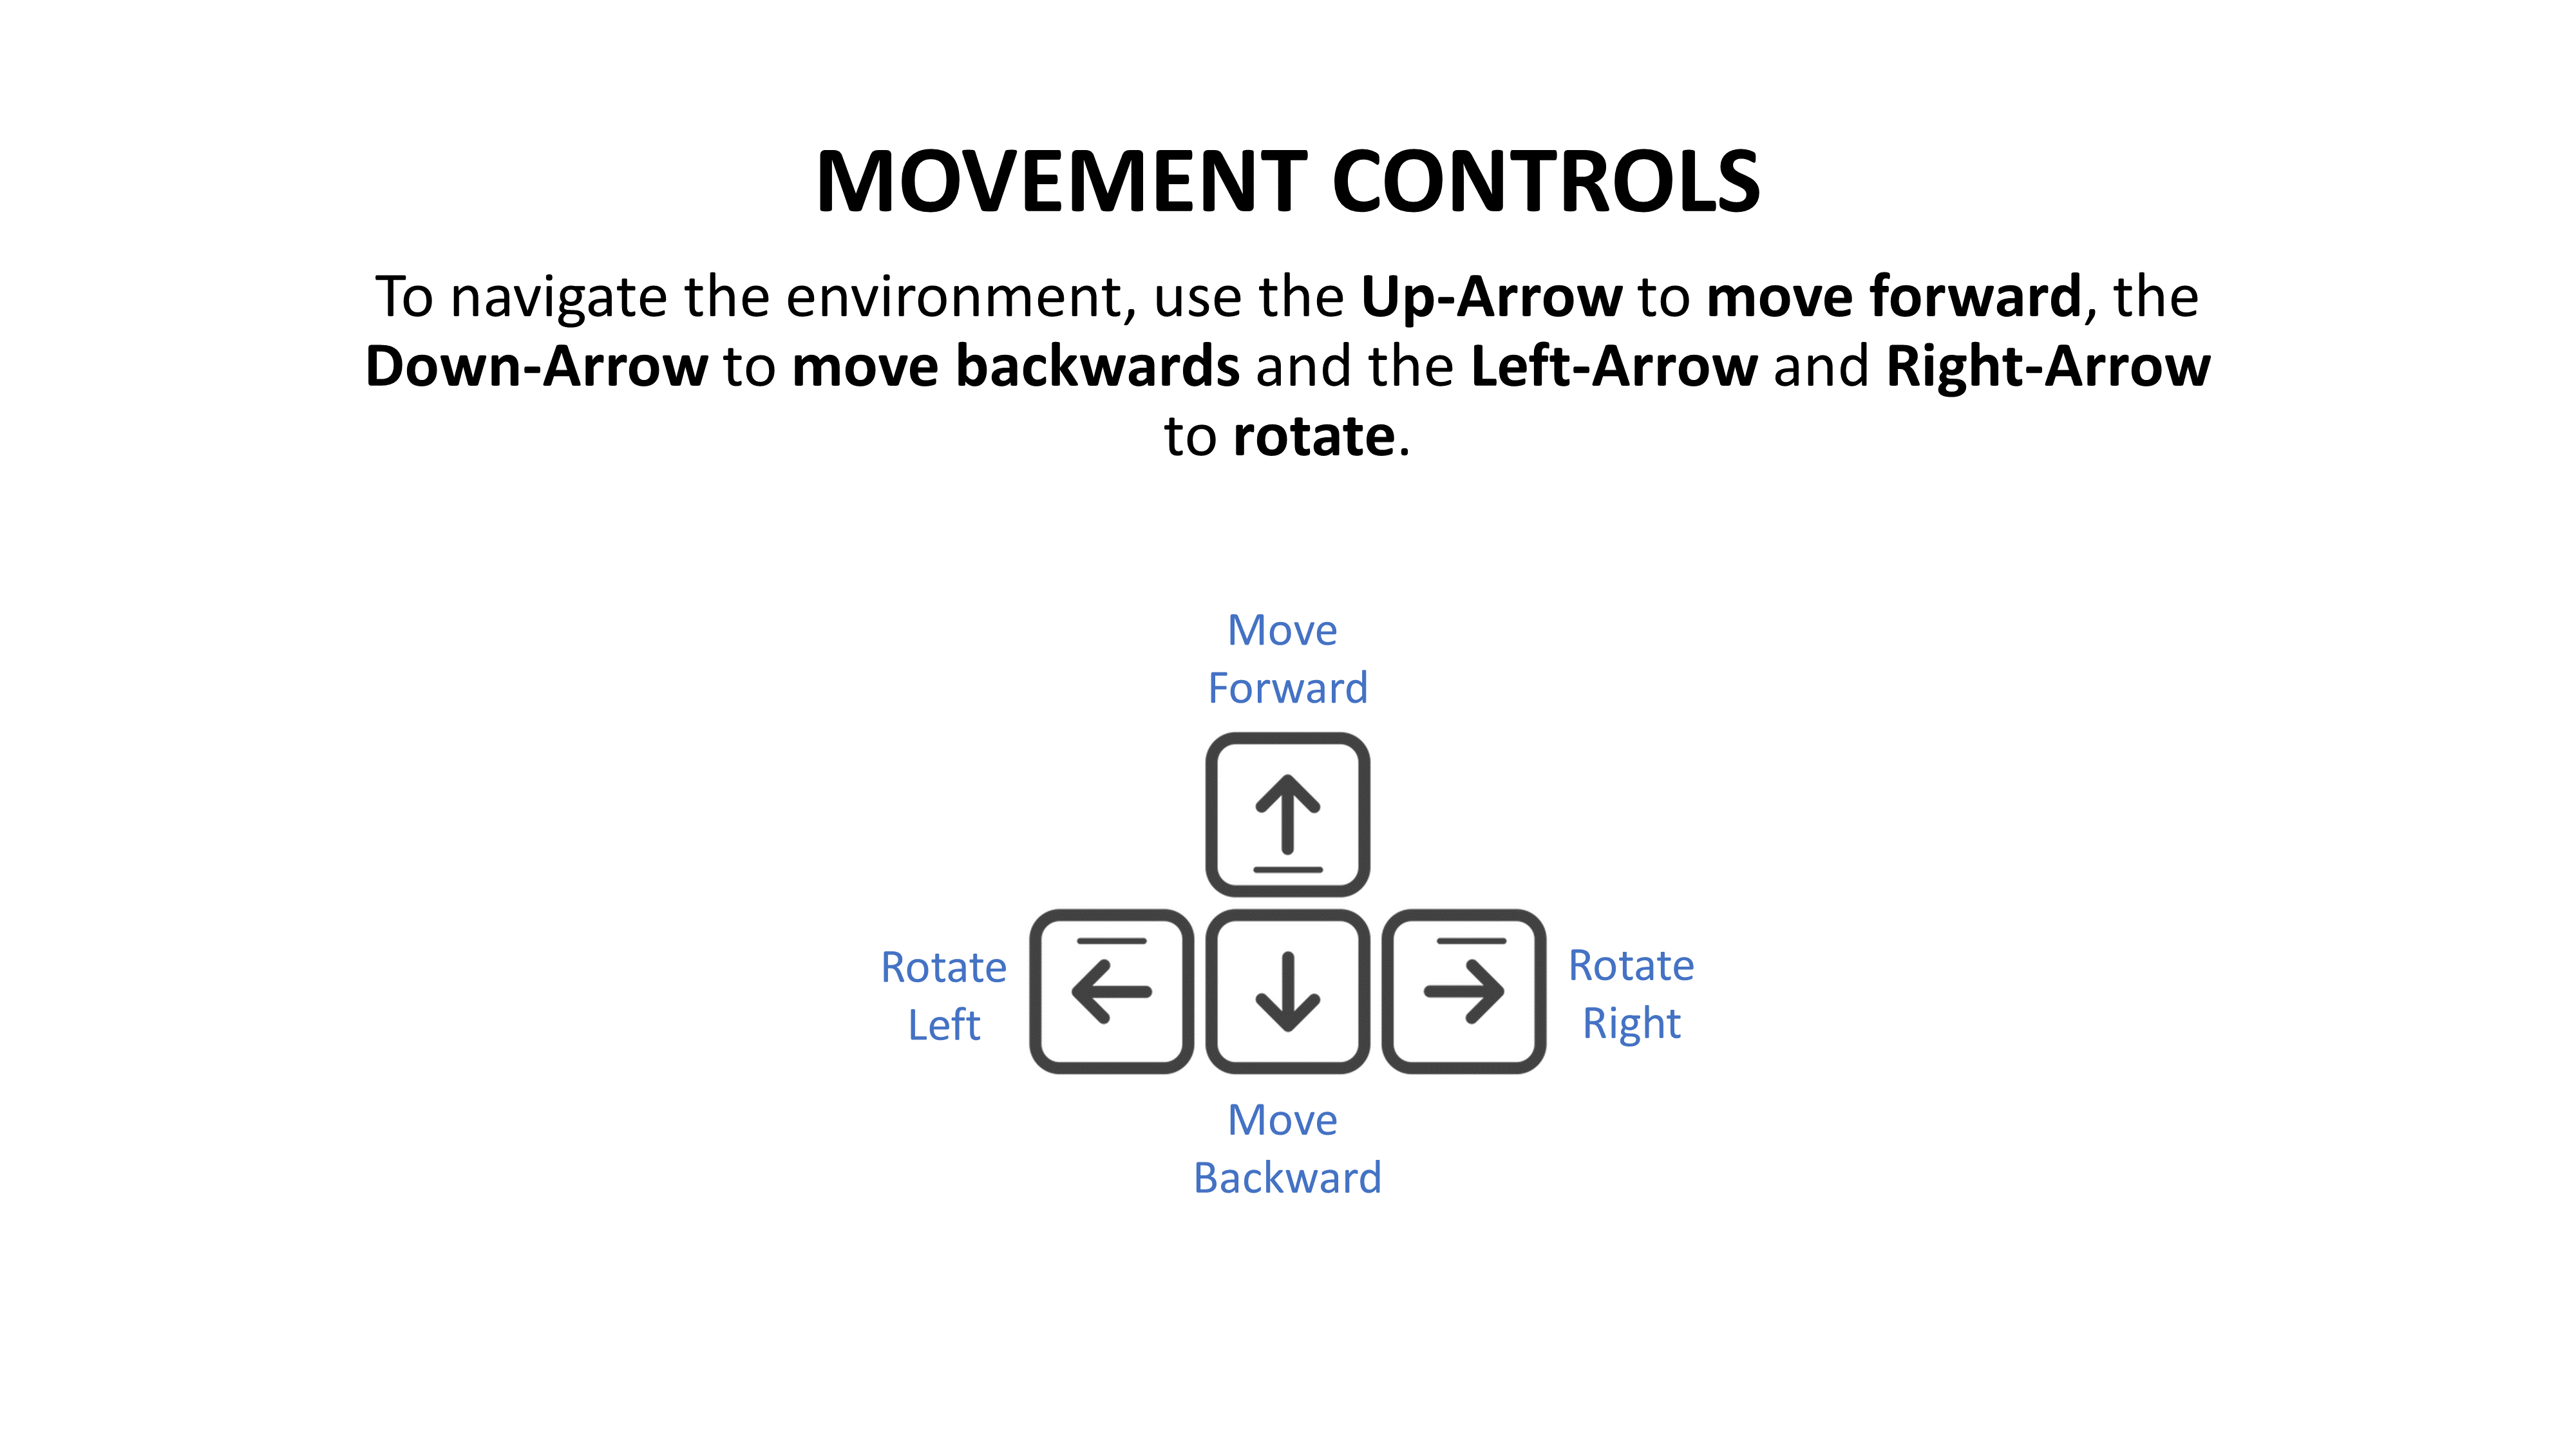 MOVEMENT CONTROLS
To navigate the environment, use the Up-Arrow to move forward, the
Down-Arrow to move backwards and the Left-Arrow and Right-Arrow
to rotate.
Move
Forward
Rotate
Left
Rotate
Right
Move
Backward